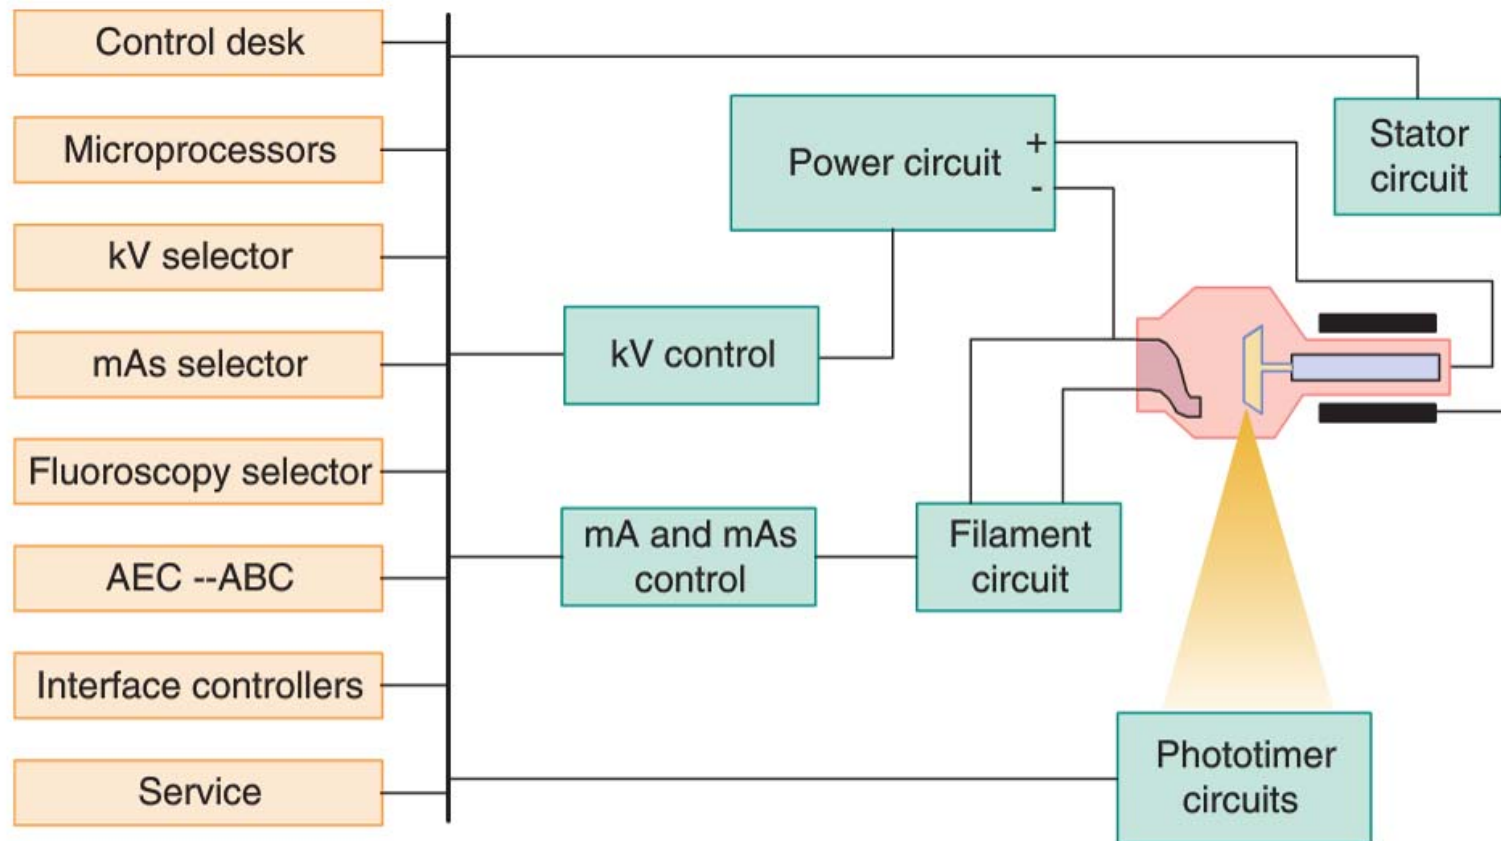 Control desk
Microprocessors
kV selector
mAs selector
Fluoroscopy selector
AEC --ABC
Interface controllers
Service
Power circuit
+
-
Stator
circuit
kV control
mA and mAs
control
Filament
circuit
Phototimer
circuits